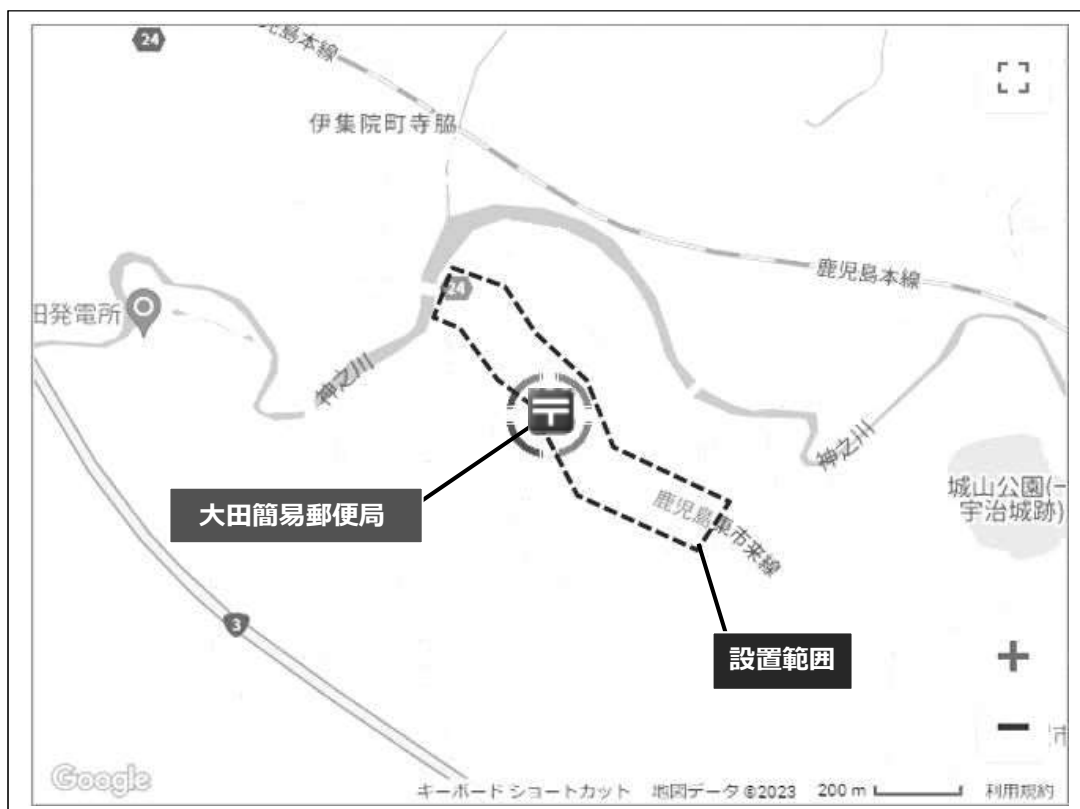 24
鹿児島本線
伊集院町寺脇
鹿児島本線
24
田発電所
神之川
神之川
城山公園(一
宇治城跡)
大田簡易郵便局
鹿児島東市来線
3
設置範囲
+
−
市
Google
キーボード ショートカット 地図データ ©2023 200 m 利用規約